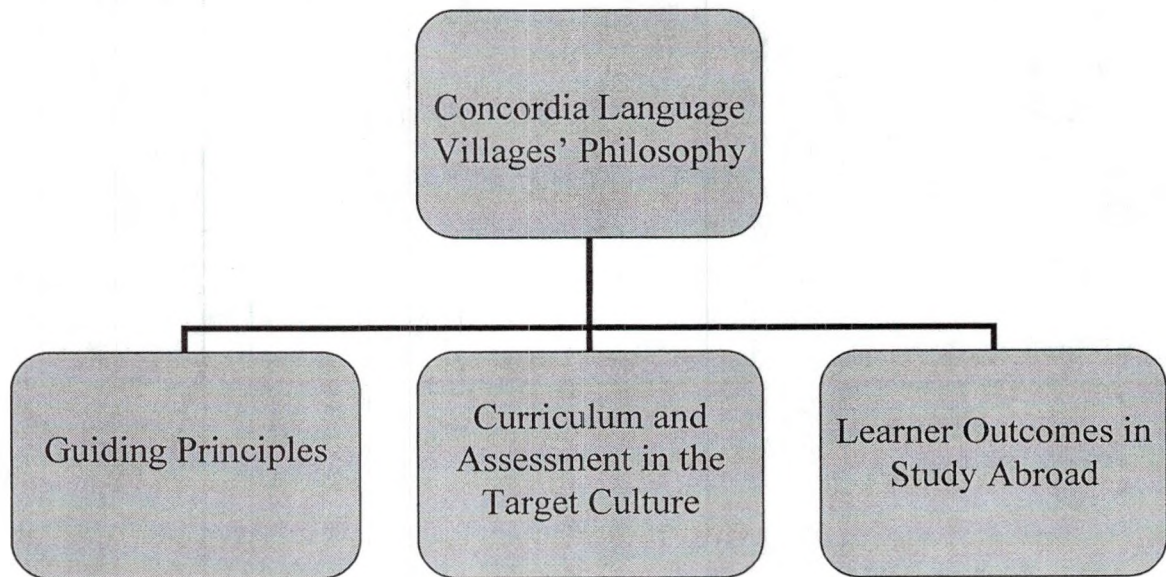 Concordia Language
Villages’ Philosophy
Guiding Principles
Curriculum and
Assessment in the
Target Culture
Learner Outcomes in
Study Abroad